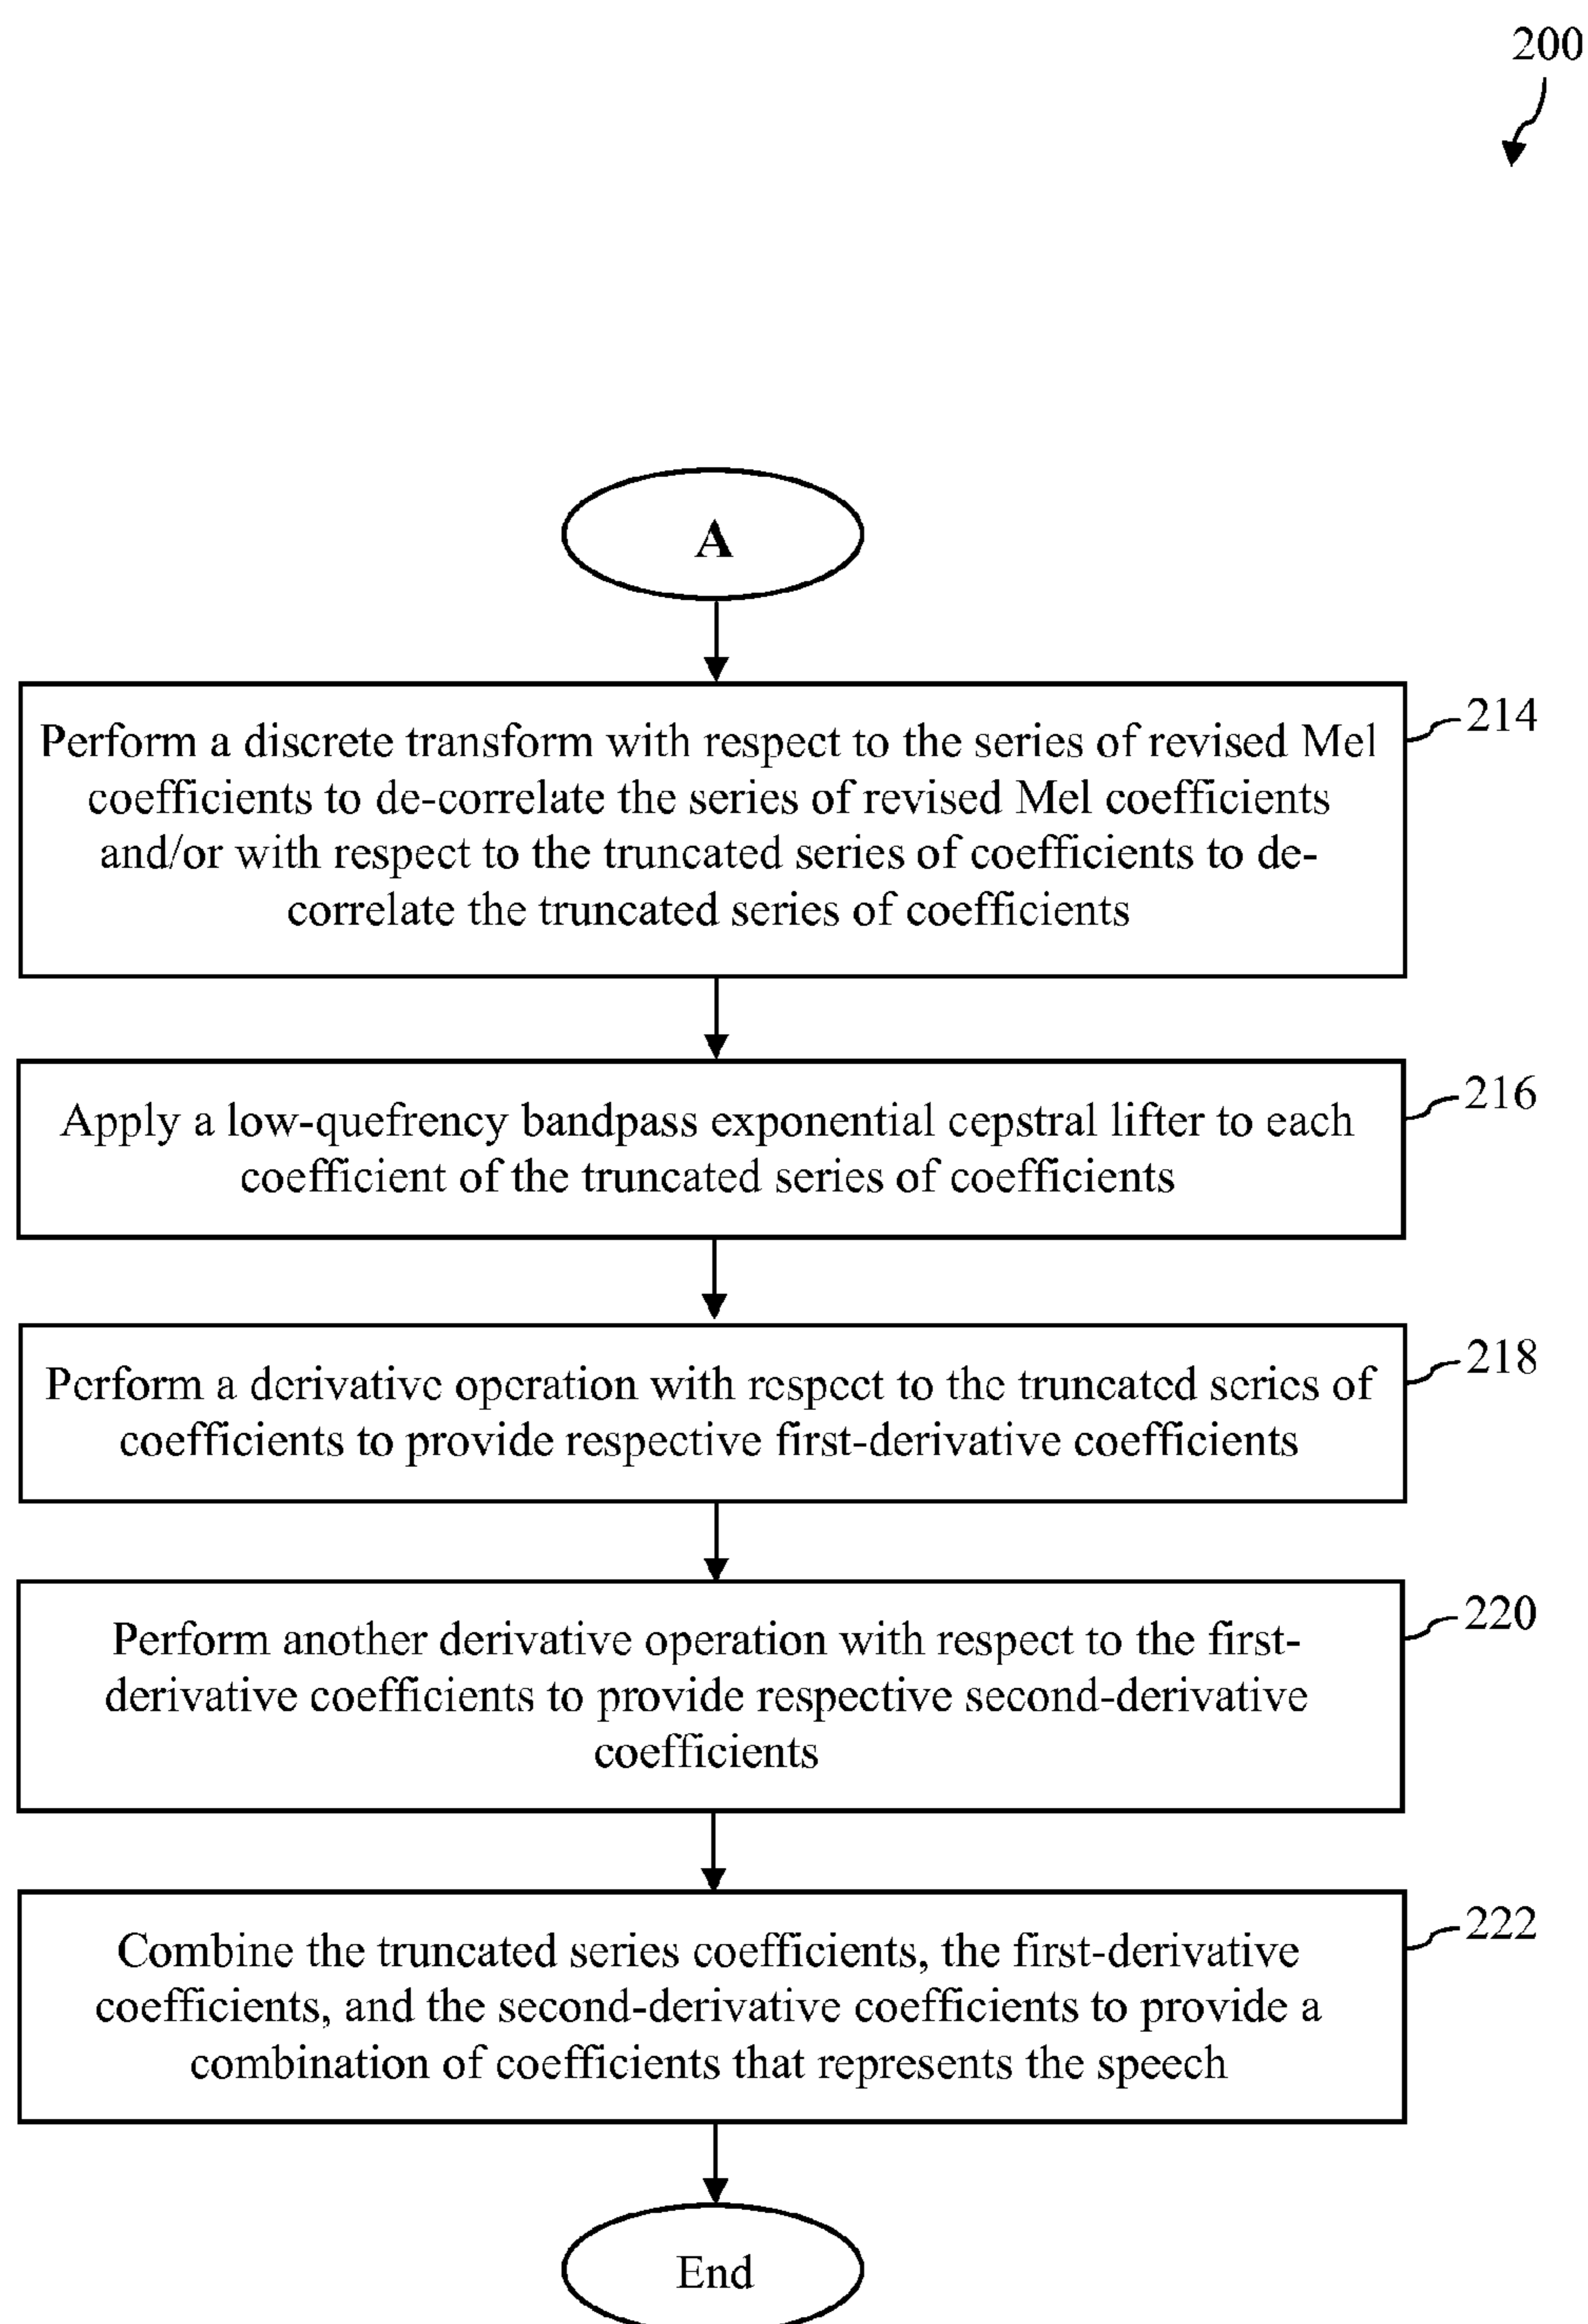 200
A
Perform a discrete transform with respect to the series of revised Mel
coefficients to de-correlate the series of revised Mel coefficients
and/or with respect to the truncated series of coefficients to de-
correlate the truncated series of coefficients
214
Apply a low-quefrency bandpass exponential cepstral lifter to each
coefficient of the truncated series of coefficients
216
Perform a derivative operation with respect to the truncated series of
coefficients to provide respective first-derivative coefficients
218
Perform another derivative operation with respect to the first-
derivative coefficients to provide respective second-derivative
coefficients
220
Combine the truncated series coefficients, the first-derivative
coefficients, and the second-derivative coefficients to provide a
combination of coefficients that represents the speech
222
End